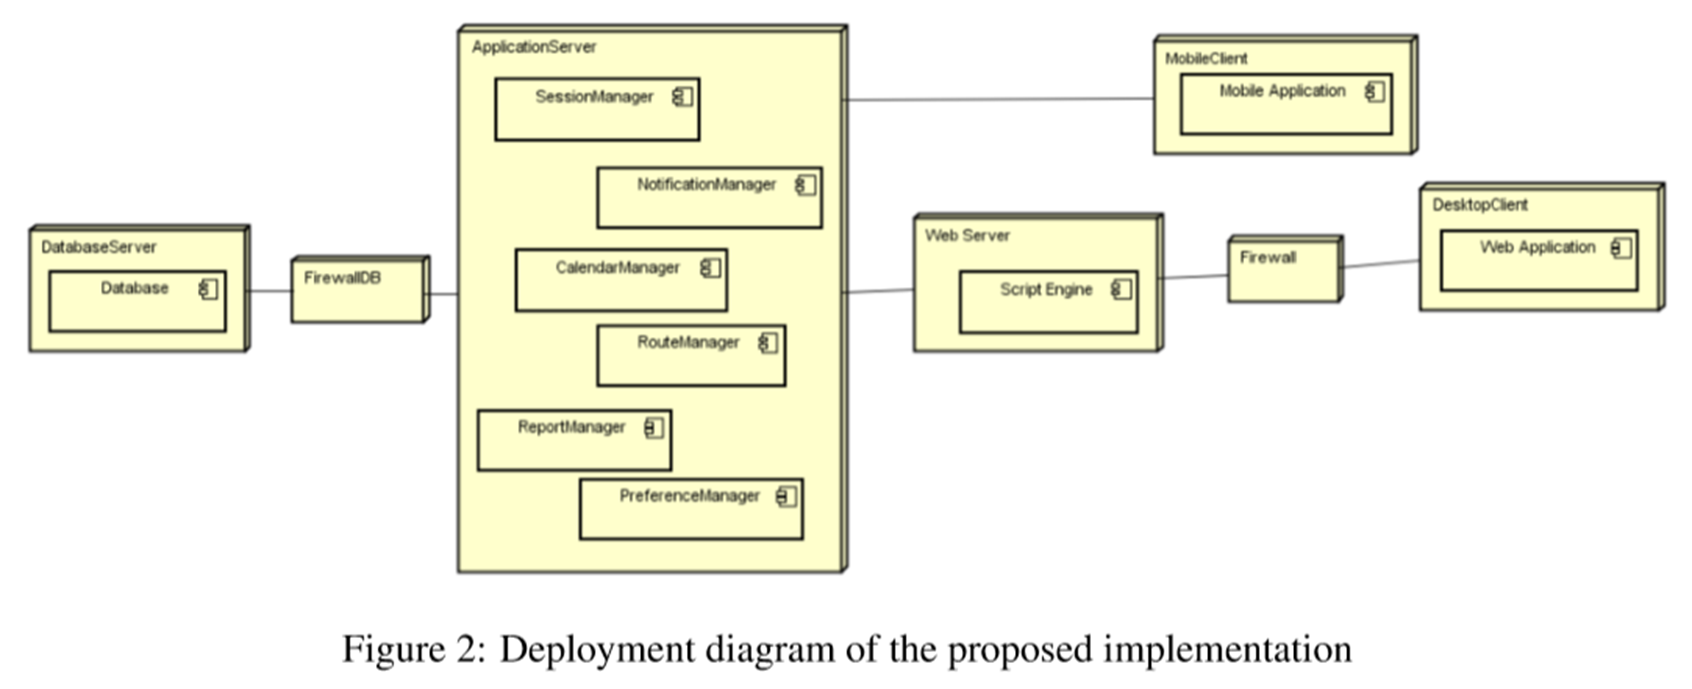 ApplicationServer
SessionManager
NotificationManager
CalendarManager
RouteManager
ReportManager
PreferenceManager
DatabaseServer
Database
FirewallDB
MobileClient
Mobile Application
Web Server
Script Engine
Firewall
DesktopClient
Web Application
Figure 2: Deployment diagram of the proposed implementation